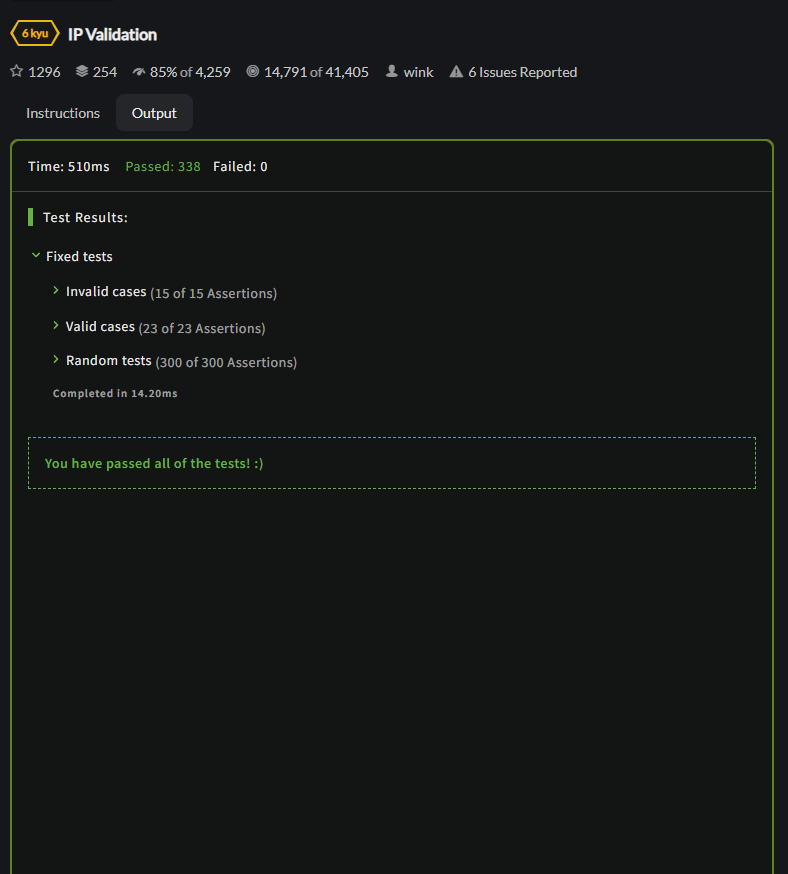 6 kyu IP Validation
1296 254 85% of 4,259 14,791 of 41,405 wink 6 Issues Reported
Instructions Output
Time: 510ms Passed: 338 Failed: 0
Test Results:
Fixed tests
Invalid cases (15 of 15 Assertions)
Valid cases (23 of 23 Assertions)
Random tests (300 of 300 Assertions)
Completed in 14.20ms
You have passed all of the tests! :)